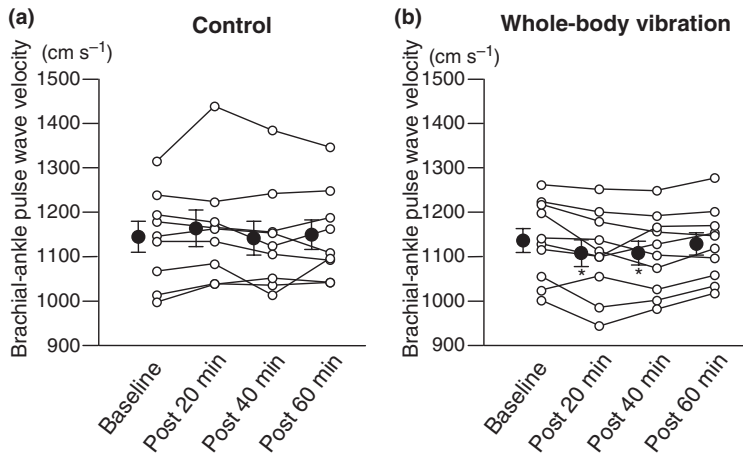 (a)
Control
(cm s⁻¹)
Brachial-ankle pulse wave velocity
1500
1400
1300
1200
1100
1000
900
Baseline
Post 20 min
Post 40 min
Post 60 min
(b)
Whole-body vibration
(cm s⁻¹)
Brachial-ankle pulse wave velocity
1500
1400
1300
1200
1100
1000
900
*
*
Baseline
Post 20 min
Post 40 min
Post 60 min